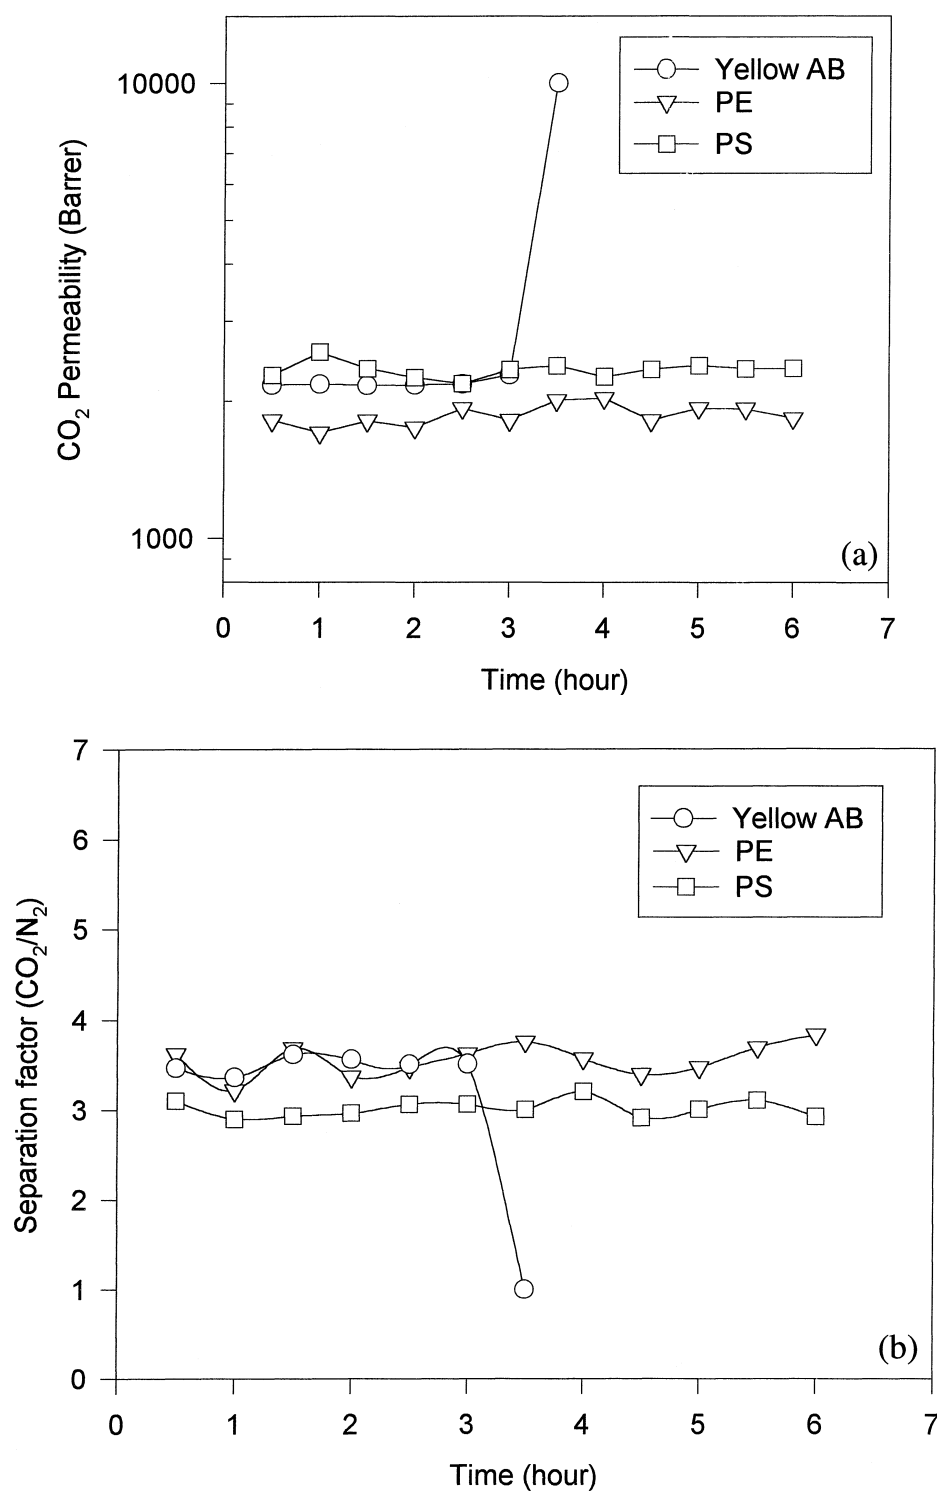 10000
1000
CO2 Permeability (Barrer)
Yellow AB
PE
PS
(a)
0 1 2 3 4 5 6 7
Time (hour)
7
6
5
4
3
2
1
0
Separation factor (CO2/N2)
Yellow AB
PE
PS
(b)
0 1 2 3 4 5 6 7
Time (hour)